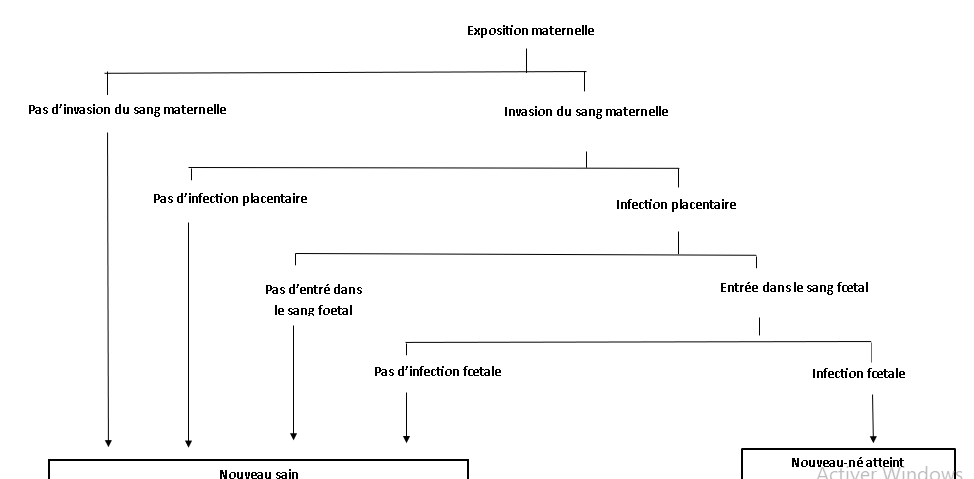 Exposition maternelle
Pas d'invasion du sang maternelle
Invasion du sang maternelle
Pas d'infection placentaire
Infection placentaire
Pas d'entré dans
le sang foetal
Entrée dans le sang fœtal
Pas d'infection fœtale
Infection fœtale
Nouveau sain
Nouveau-né atteint
Activer Windows